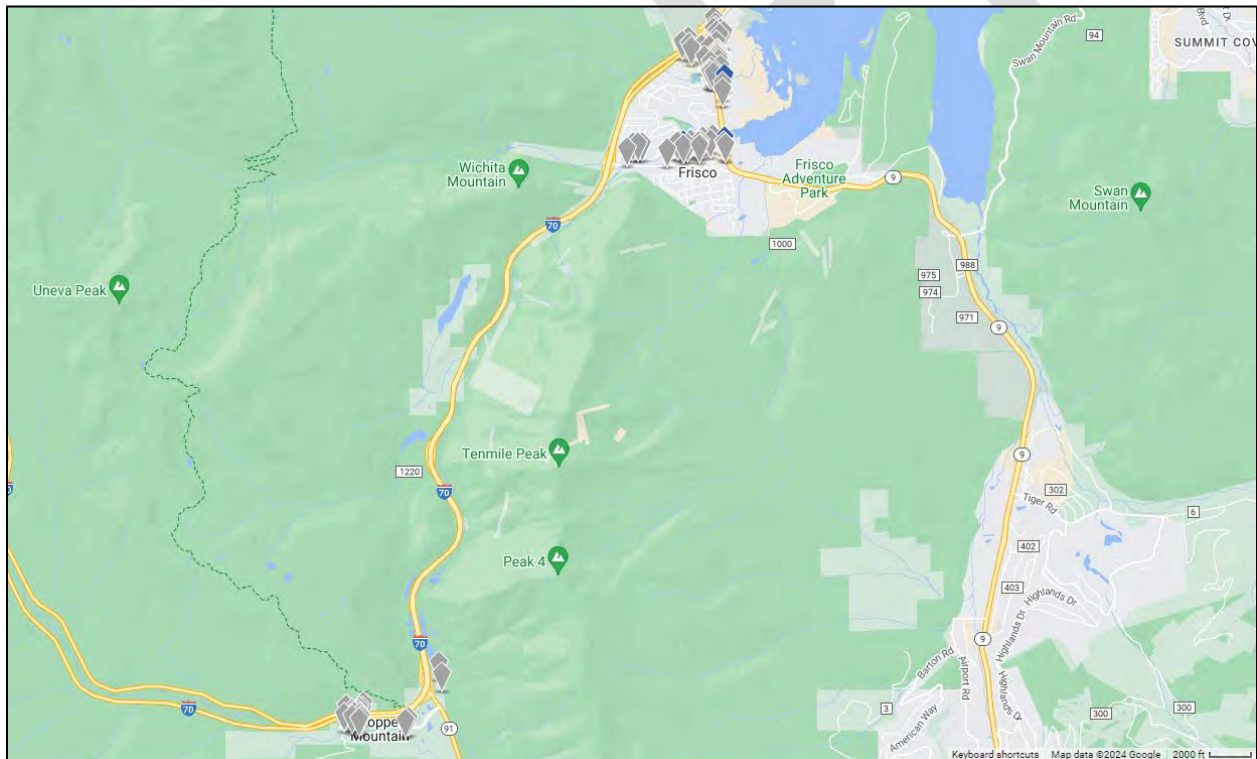 Swan Mountain Rd
94
Blvd
t Dr
SUMMIT COV
Wichita
Mountain
Frisco
Frisco
Adventure
Park
9
Swan
Mountain
70
1000
988
975
974
971
9
Uneva Peak
Tenmile Peak
1220
70
9
302
Tiger Rd
6
402
403
Highlands Dr
Peak 4
70
9
Barton Rd
Airport Rd
Highlands Dr
Highlands Dr
3
American Way
300
300
70
oppe
Mountain
91
Keyboard shortcuts Map data ©2024 Google 2000 ft